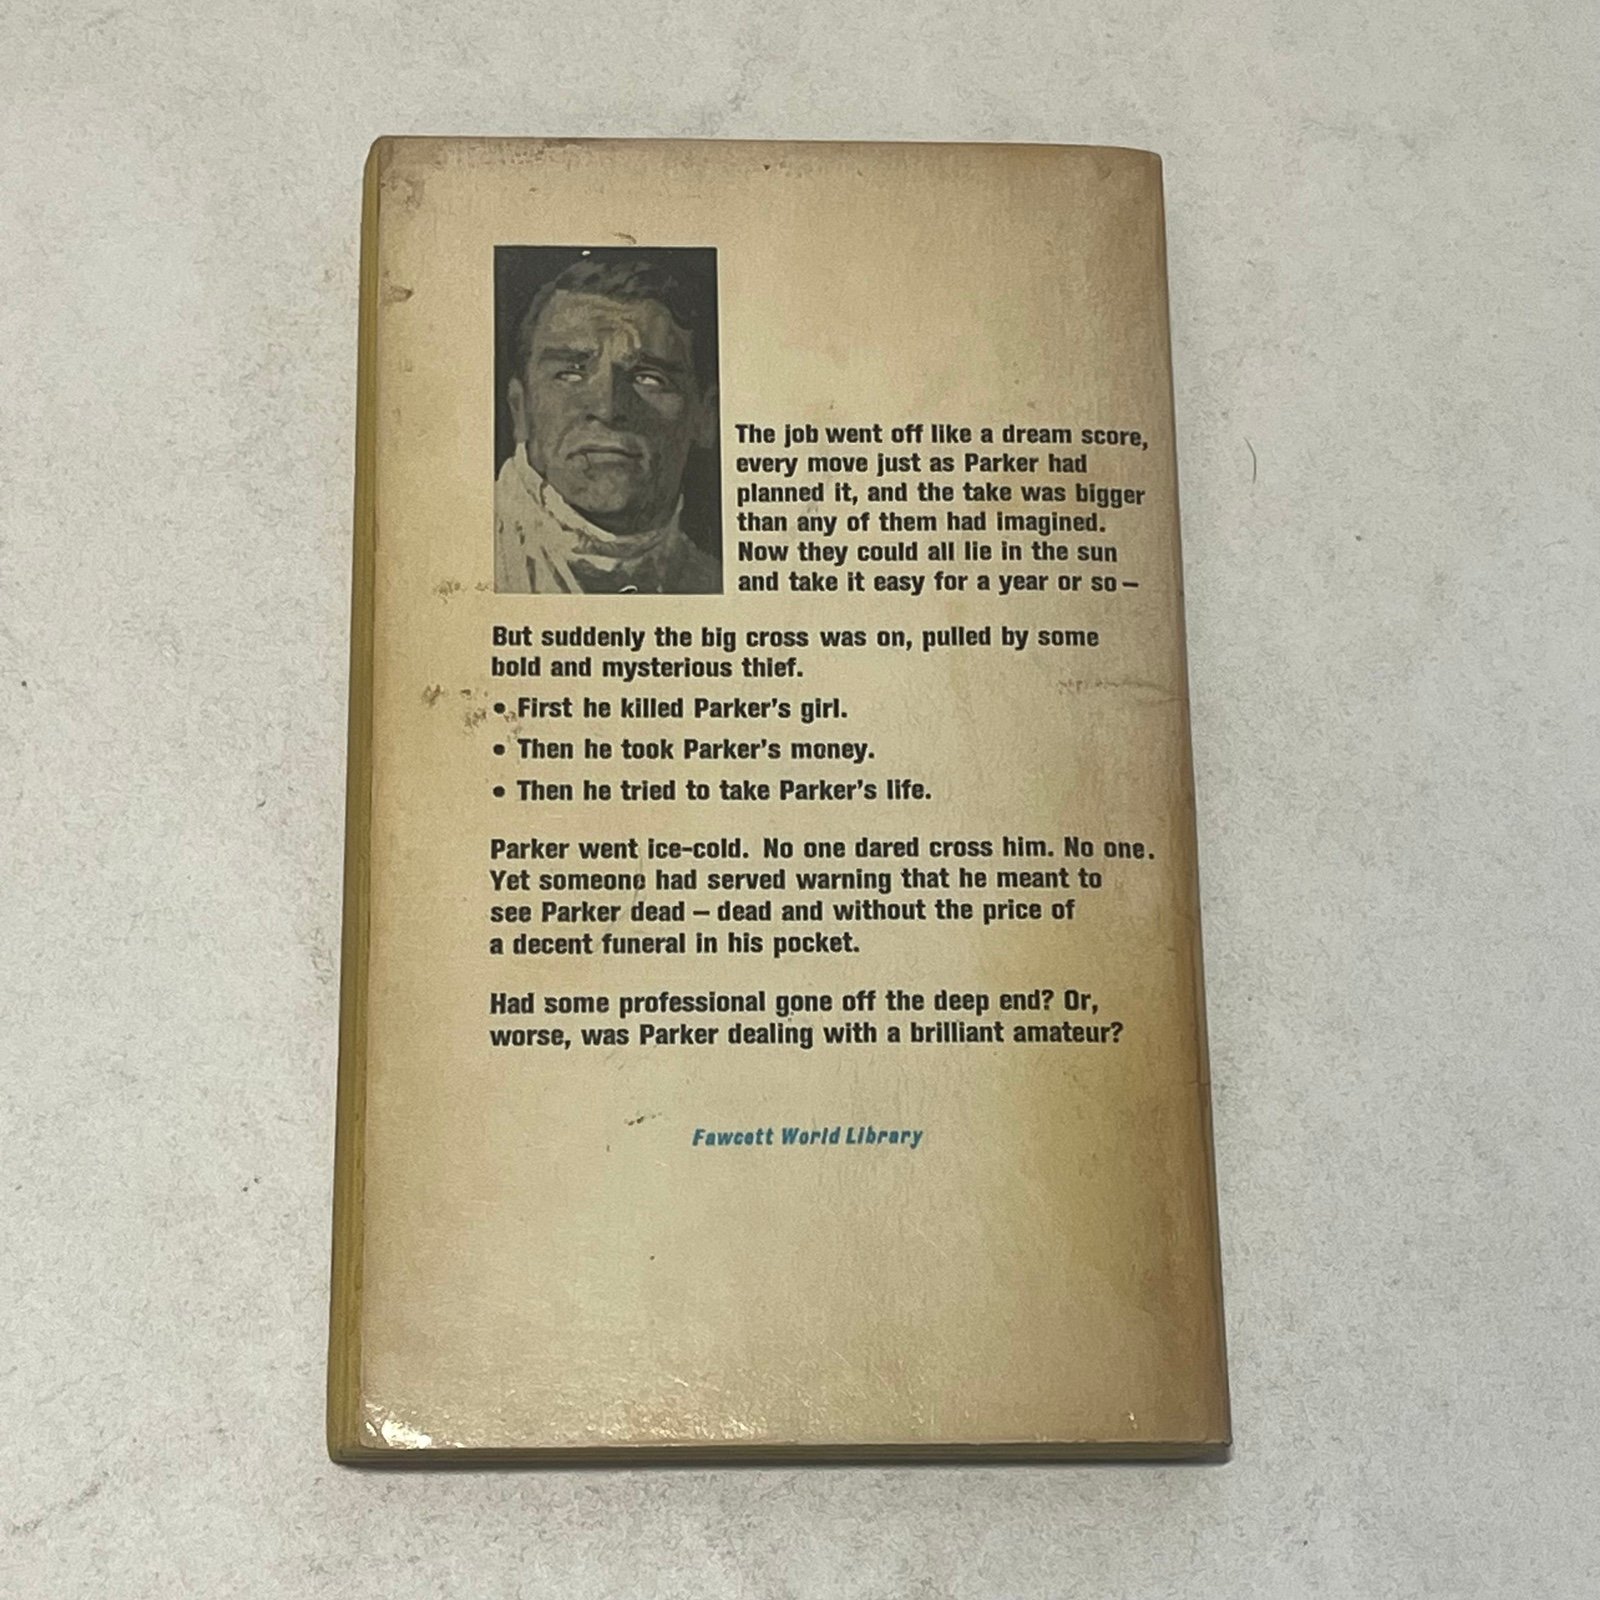 The job went off like a dream score,
every move just as Parker had
planned it, and the take was bigger
than any of them had imagined.
Now they could all lie in the sun
and take it easy for a year or so—
But suddenly the big cross was on, pulled by some
bold and mysterious thief.
• First he killed Parker's girl.
• Then he took Parker's money.
• Then he tried to take Parker's life.
Parker went ice-cold. No one dared cross him. No one.
Yet someone had served warning that he meant to
see Parker dead – dead and without the price of
a decent funeral in his pocket.
Had some professional gone off the deep end? Or,
worse, was Parker dealing with a brilliant amateur?
Fawcett World Library